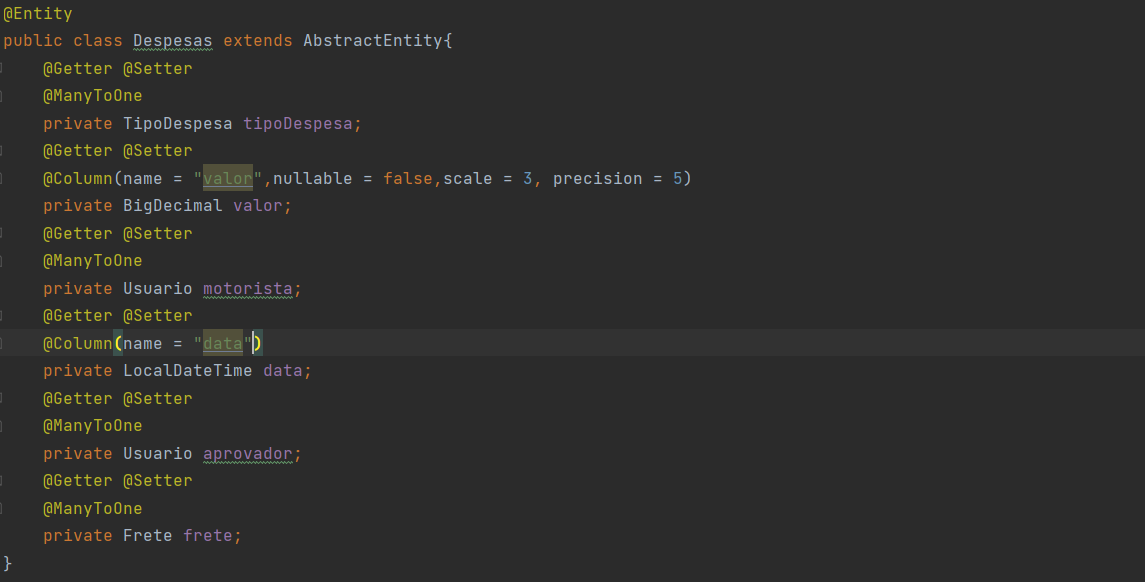 @Entity
public class Despesas extends AbstractEntity{
@Getter @Setter
@ManyToOne
private TipoDespesa tipoDespesa;
@Getter @Setter
@Column(name = "valor",nullable = false,scale = 3, precision = 5)
private BigDecimal valor;
@Getter @Setter
@ManyToOne
private Usuario motorista;
@Getter @Setter
@Column(name = "data")
private LocalDateTime data;
@Getter @Setter
@ManyToOne
private Usuario aprovador;
@Getter @Setter
@ManyToOne
private Frete frete;
}